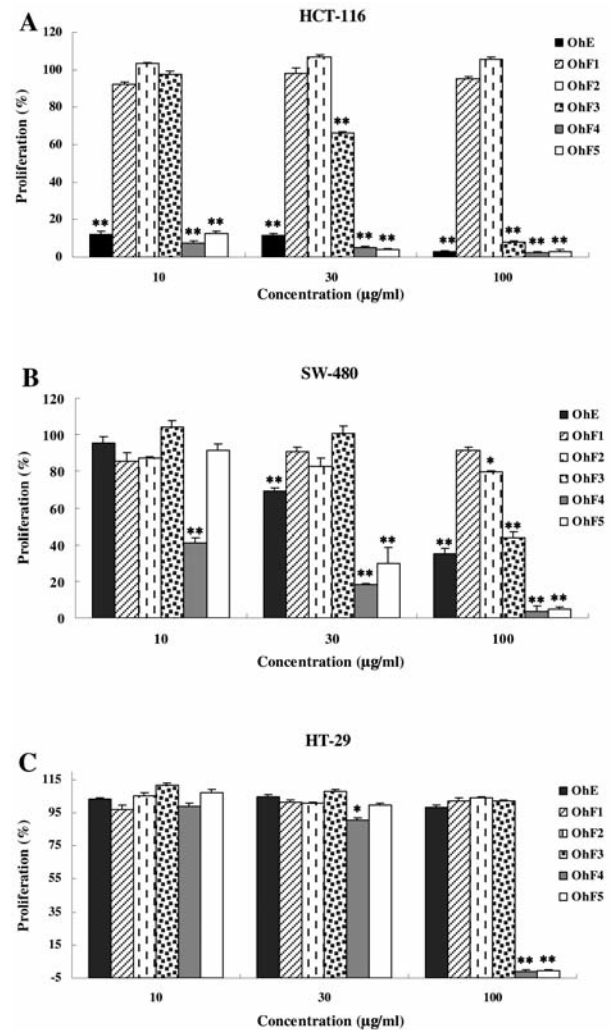 A
HCT-116
Proliferation (%)
120
100
80
60
40
20
0
** ** ** ** ** ** ** ** ** ** ** **
10 30 100
Concentration (µg/ml)
OhE
OhF1
OhF2
OhF3
OhF4
OhF5
B
SW-480
Proliferation (%)
120
100
80
60
40
20
0
** ** ** ** ** * ** ** **
10 30 100
Concentration (µg/ml)
OhE
OhF1
OhF2
OhF3
OhF4
OhF5
C
HT-29
Proliferation (%)
115
95
75
55
35
15
-5
* ** **
10 30 100
Concentration (µg/ml)
OhE
OhF1
OhF2
OhF3
OhF4
OhF5